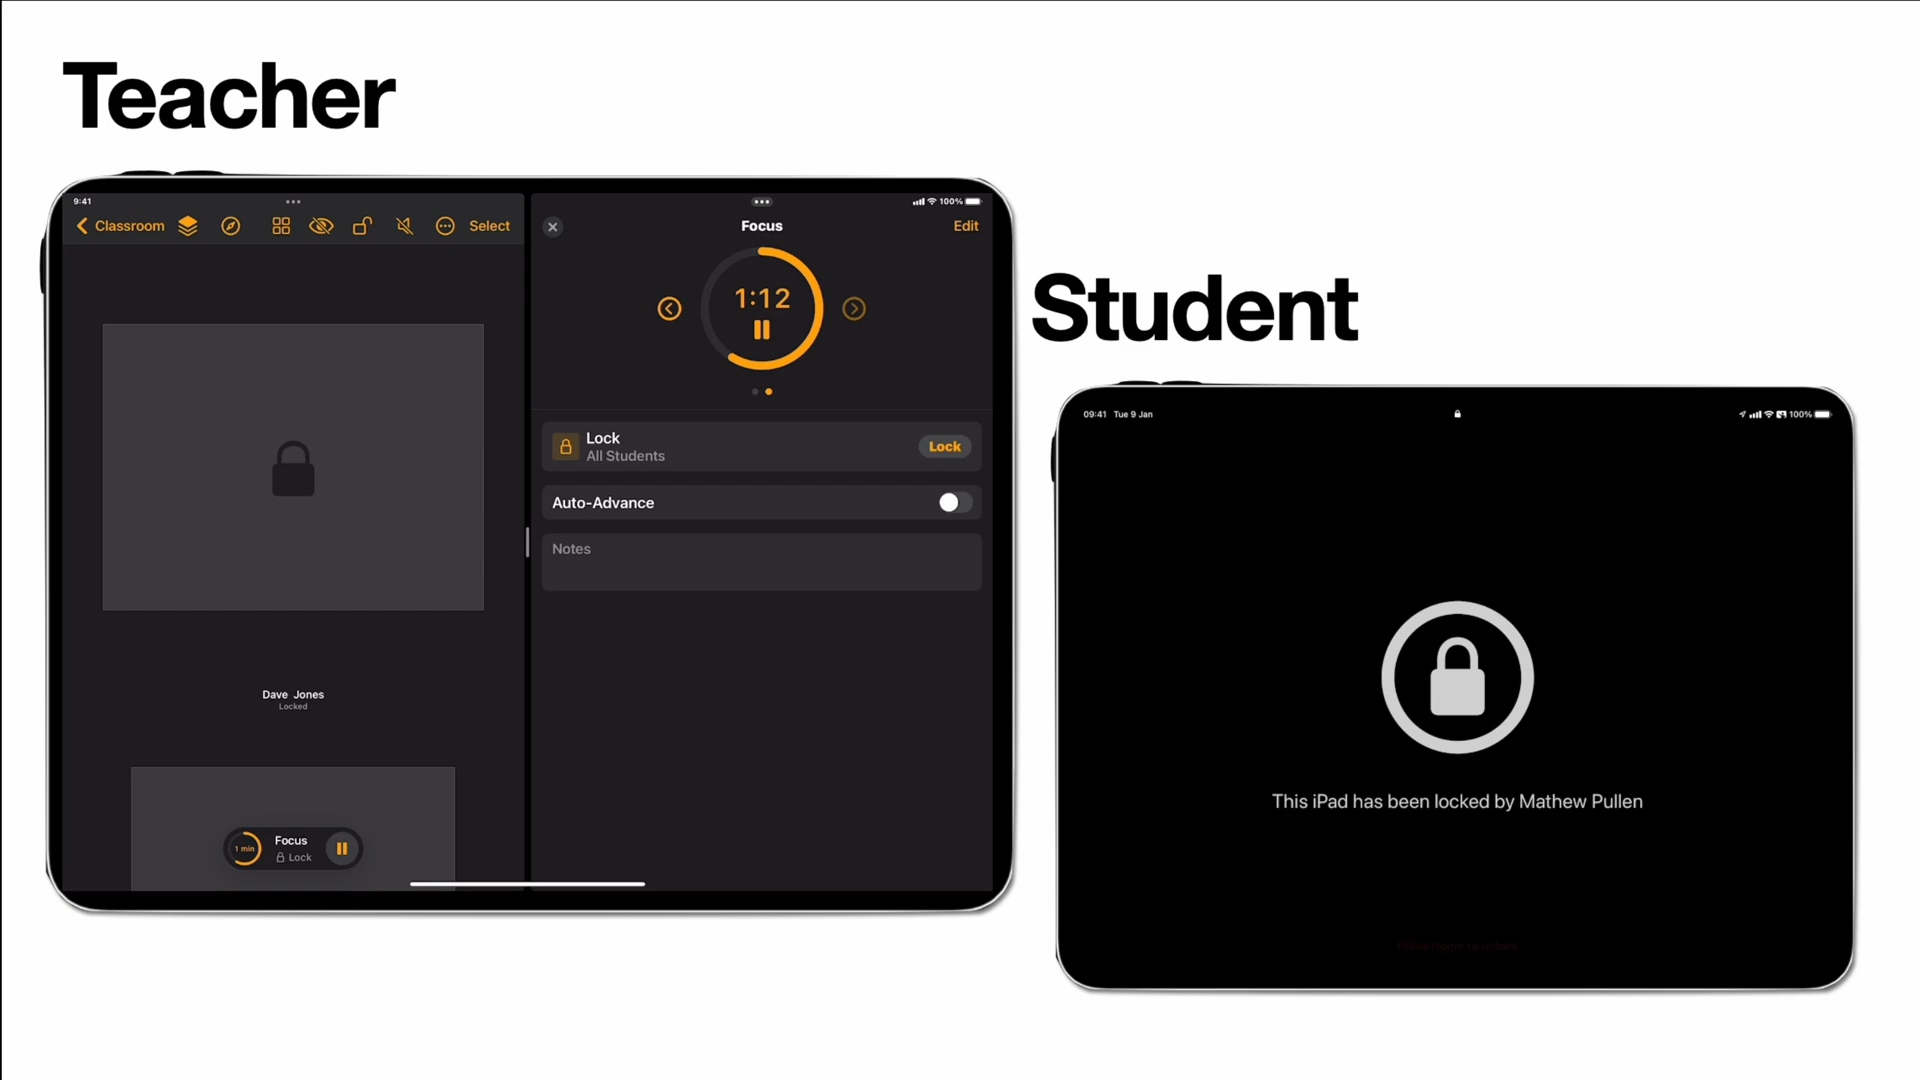 Teacher
9:41
Classroom
Select
100%
Focus
Edit
1:12
Lock
All Students
Lock
Auto-Advance
Notes
Dave Jones
Locked
1 min
Focus
Lock
Student
09:41 Tue 9 Jan
100%
This iPad has been locked by Mathew Pullen